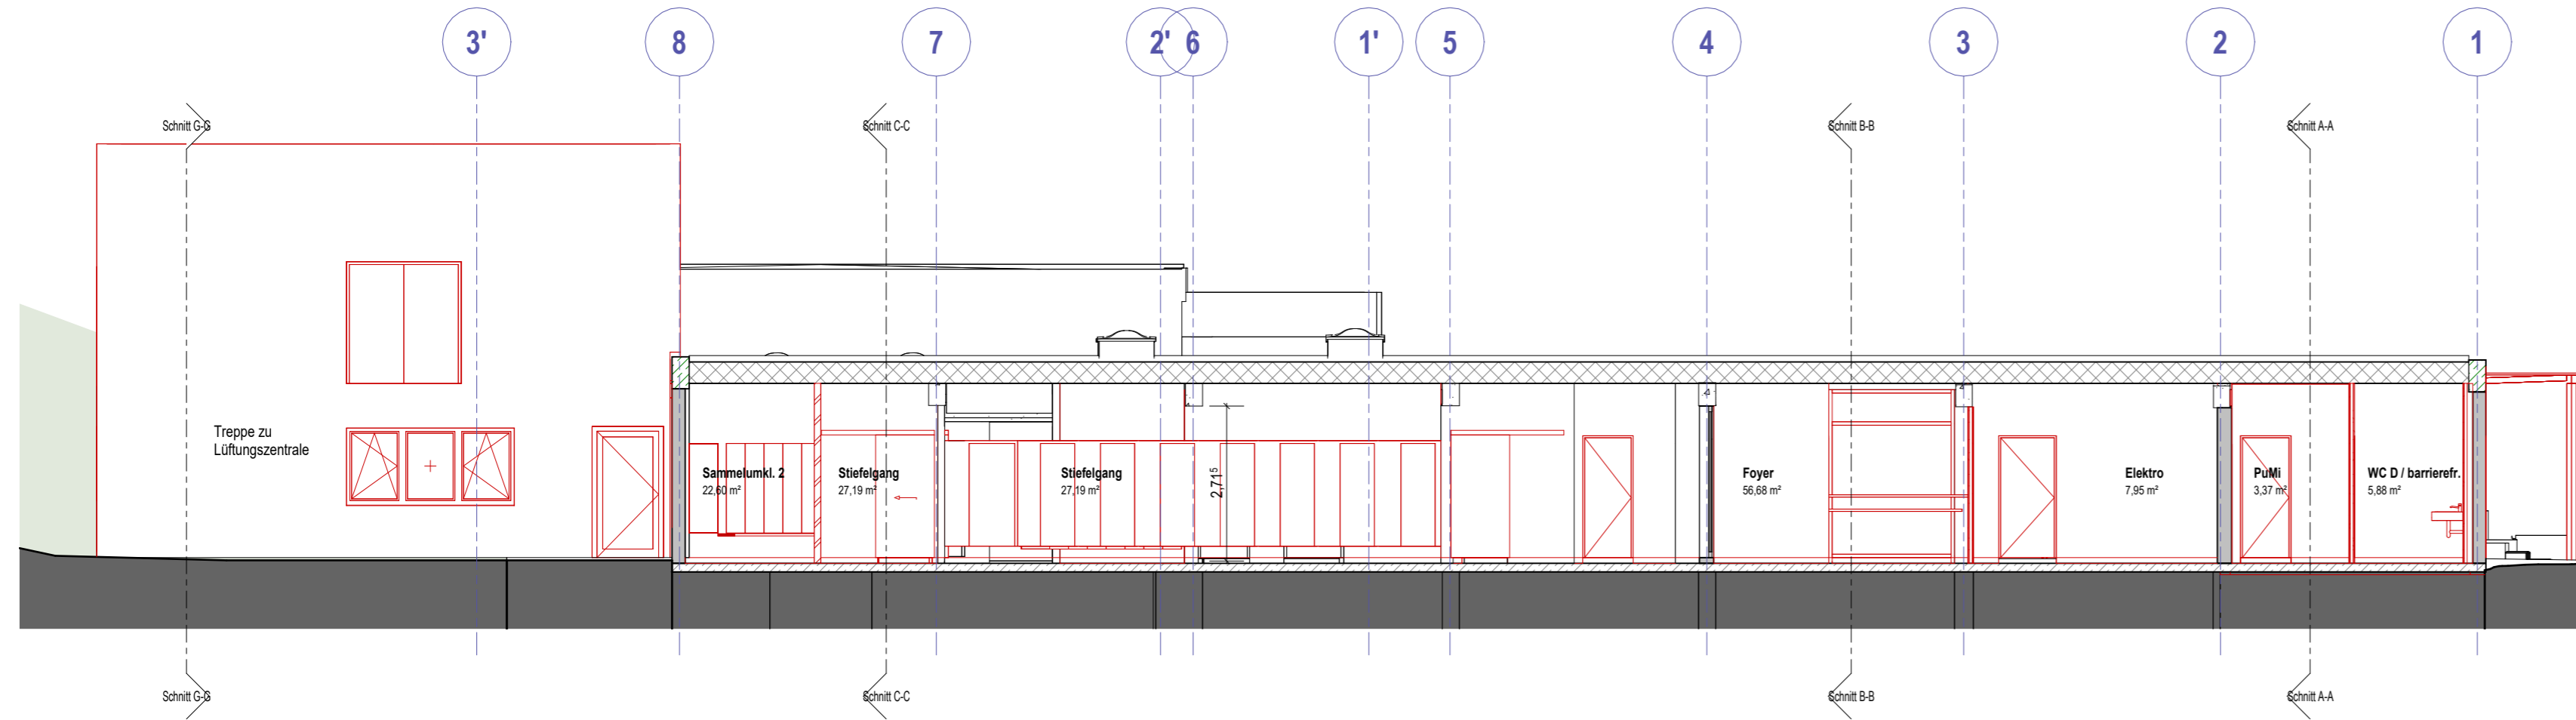 3'
8
7
2'
6
1'
5
4
3
2
1
Schnitt G-G
Schnitt C-C
Schnitt B-B
Schnitt A-A
Treppe zu
Lüftungszentrale
Sammelumkl. 2
22,60 m²
Stiefelgang
27,19 m²
Stiefelgang
27,19 m²
2,71⁵
Foyer
56,68 m²
Elektro
7,95 m²
PuMi
3,37 m²
WC D / barrierefr.
5,88 m²
Schnitt G-G
Schnitt C-C
Schnitt B-B
Schnitt A-A